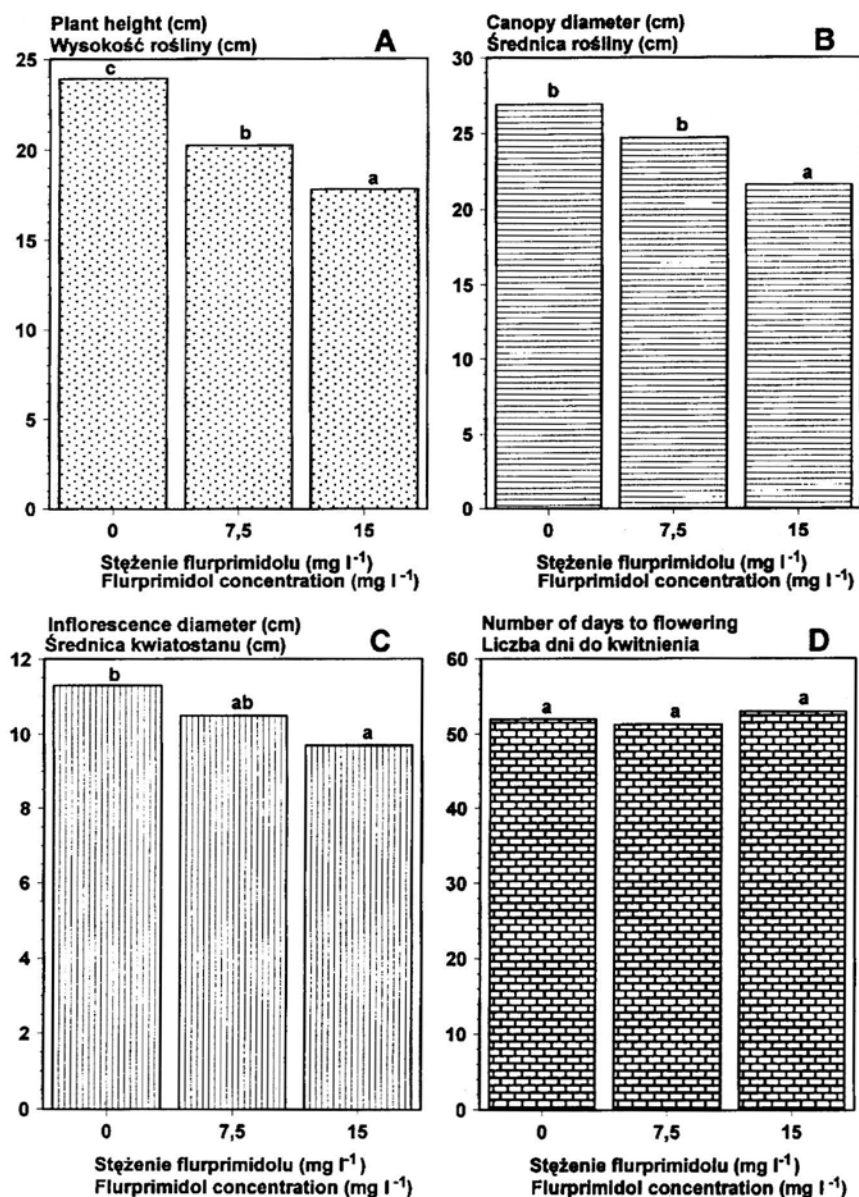 Plant height (cm)
Wysokość rośliny (cm)
A
25
20
15
10
5
0
c
b
a
0
7,5
15
Stężenie flurprimidolu (mg l⁻¹)
Flurprimidol concentration (mg l⁻¹)
Canopy diameter (cm)
Średnica rośliny (cm)
B
30
25
20
15
10
5
0
b
b
a
0
7,5
15
Stężenie flurprimidolu (mg l⁻¹)
Flurprimidol concentration (mg l⁻¹)
Inflorescence diameter (cm)
Średnica kwiatostanu (cm)
C
12
10
8
6
4
2
0
b
ab
a
0
7,5
15
Stężenie flurprimidolu (mg l⁻¹)
Flurprimidol concentration (mg l⁻¹)
Number of days to flowering
Liczba dni do kwitnienia
D
60
50
40
30
20
10
0
a
a
a
0
7,5
15
Stężenie flurprimidolu (mg l⁻¹)
Flurprimidol concentration (mg l⁻¹)